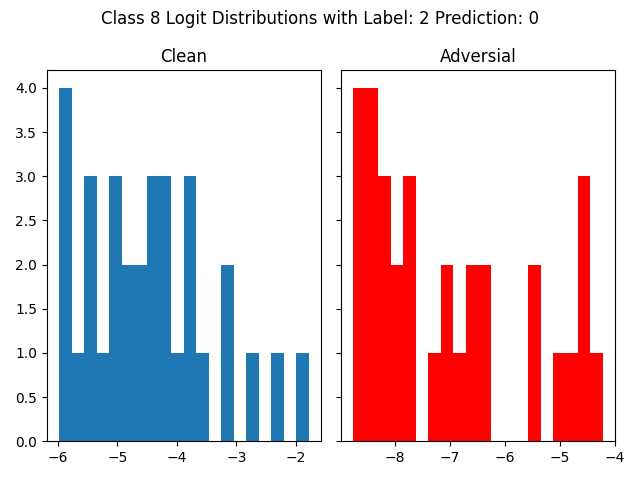 Class 8 Logit Distributions with Label: 2 Prediction: 0
Clean
Adversial
4.0
3.5
3.0
2.5
2.0
1.5
1.0
0.5
0.0
−6 −5 −4 −3 −2
−8 −7 −6 −5 −4